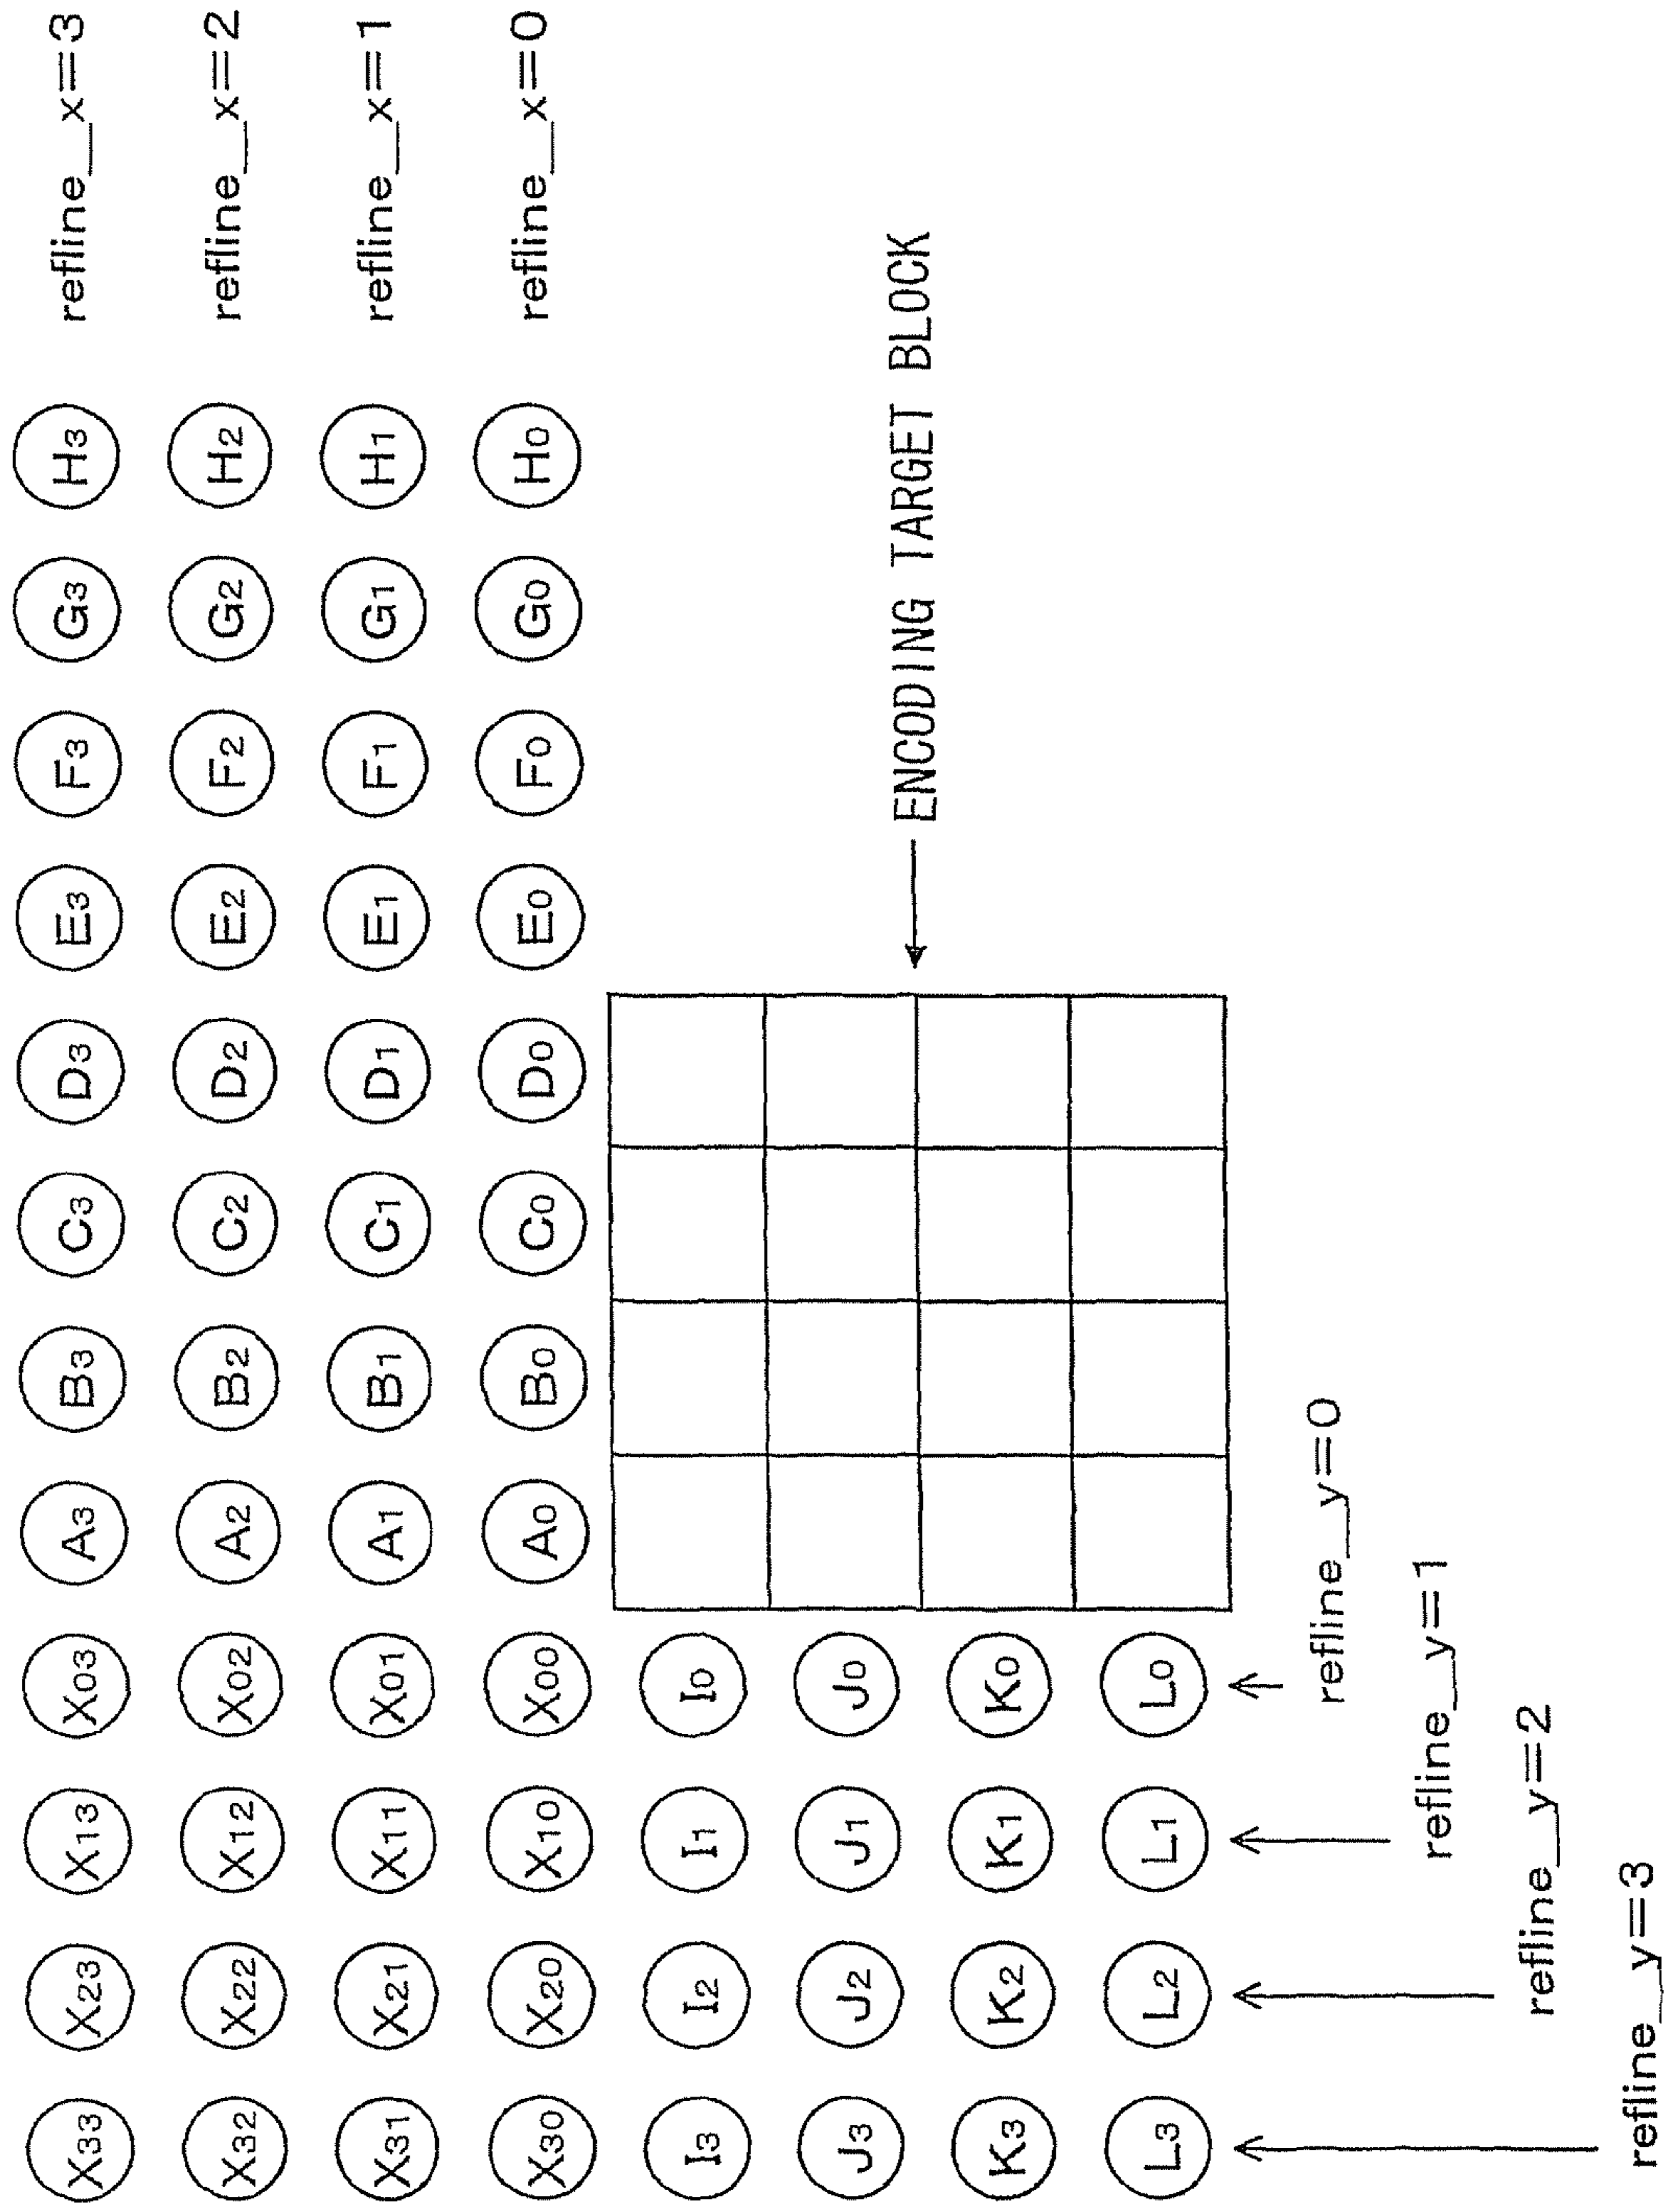 X33 X23 X13 X03 A3 B3 C3 D3 E3 F3 G3 H3 refline_x=3
X32 X22 X12 X02 A2 B2 C2 D2 E2 F2 G2 H2 refline_x=2
X31 X21 X11 X01 A1 B1 C1 D1 E1 F1 G1 H1 refline_x=1
X30 X20 X10 X00 A0 B0 C0 D0 E0 F0 G0 H0 refline_x=0
I3 I2 I1 I0
J3 J2 J1 J0
ENCODING TARGET BLOCK
K3 K2 K1 K0
L3 L2 L1 L0
refline_y=0
refline_y=1
refline_y=2
refline_y=3